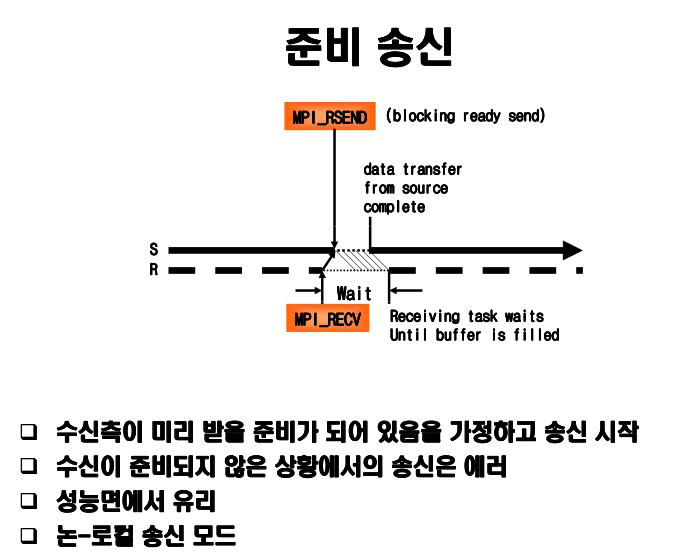 준비 송신
MPI_RSEND (blocking ready send)
data transfer
from source
complete
S
R
Wait
MPI_RECV
Receiving task waits
Until buffer is filled
❑ 수신측이 미리 받을 준비가 되어 있음을 가정하고 송신 시작
❑ 수신이 준비되지 않은 상황에서의 송신은 에러
❑ 성능면에서 유리
❑ 논-로컬 송신 모드